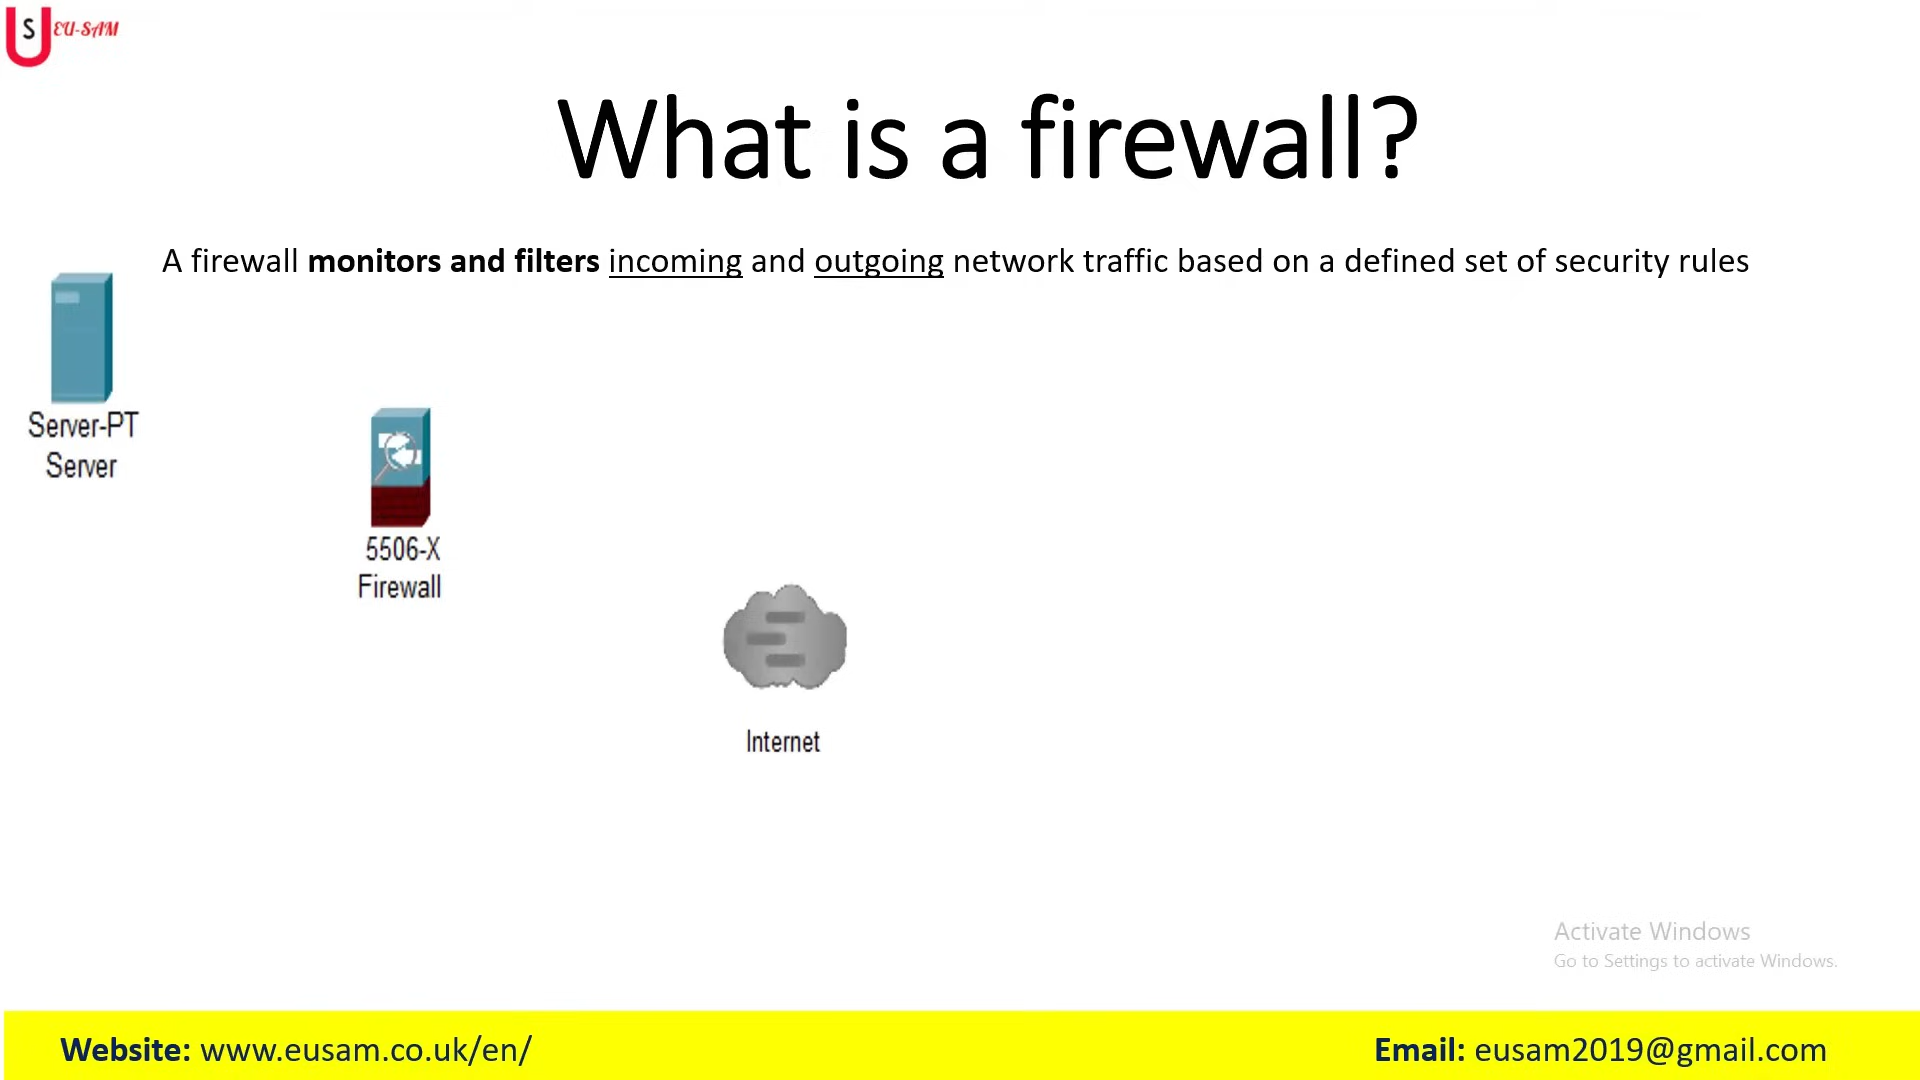 S
EU-SAM
What is a firewall?
A firewall monitors and filters incoming and outgoing network traffic based on a defined set of security rules
Server-PT
Server
5506-X
Firewall
Internet
Activate Windows
Go to Settings to activate Windows.
Website: www.eusam.co.uk/en/
Email: eusam2019@gmail.com